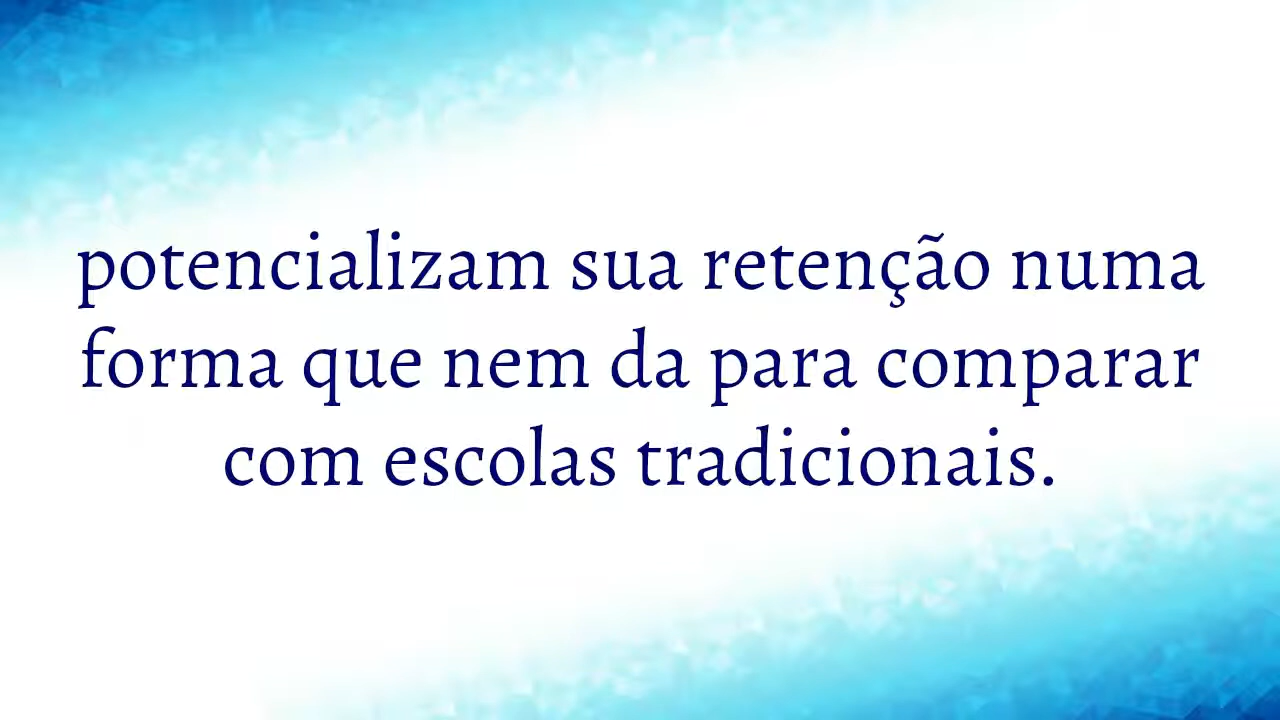 potencializam sua retenção numa
forma que nem da para comparar
com escolas tradicionais.